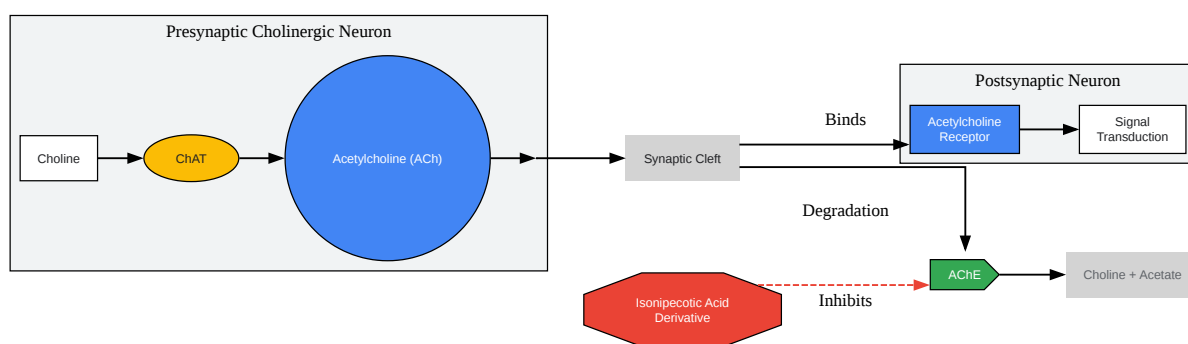 Presynaptic Cholinergic Neuron
Choline
ChAT
Acetylcholine (ACh)
Synaptic Cleft
Binds
Postsynaptic Neuron
Acetylcholine
Receptor
Signal
Transduction
Degradation
Isonipecotic Acid
Derivative
Inhibits
AChE
Choline + Acetate